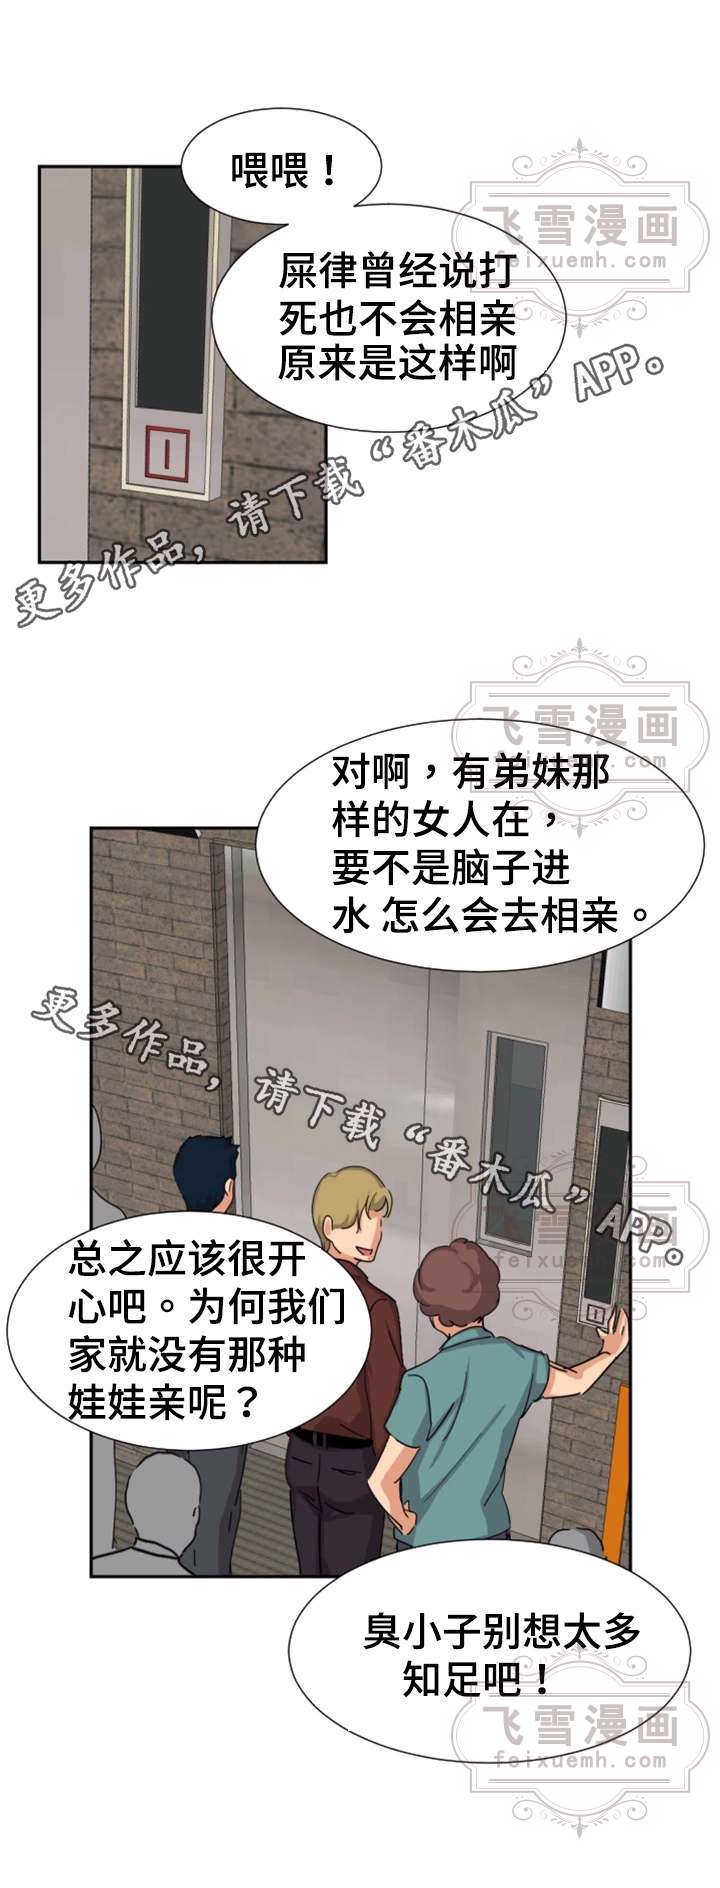 喂喂！
屎律曾经说打
死也不会相亲
原来是这样啊
飞雪漫画
feixuemh.com
更多作品，请下载“番木瓜”APP。
飞雪漫画
feixuemh.com
对啊，有弟妹那
样的女人在，
要不是脑子进
水 怎么会去相亲。
更多作品，请下载“番木瓜”APP。
飞雪漫画
feixuemh.com
总之应该很开
心吧。为何我们
家就没有那种
娃娃亲呢？
臭小子别想太多
知足吧！
飞雪漫画
feixuemh.com